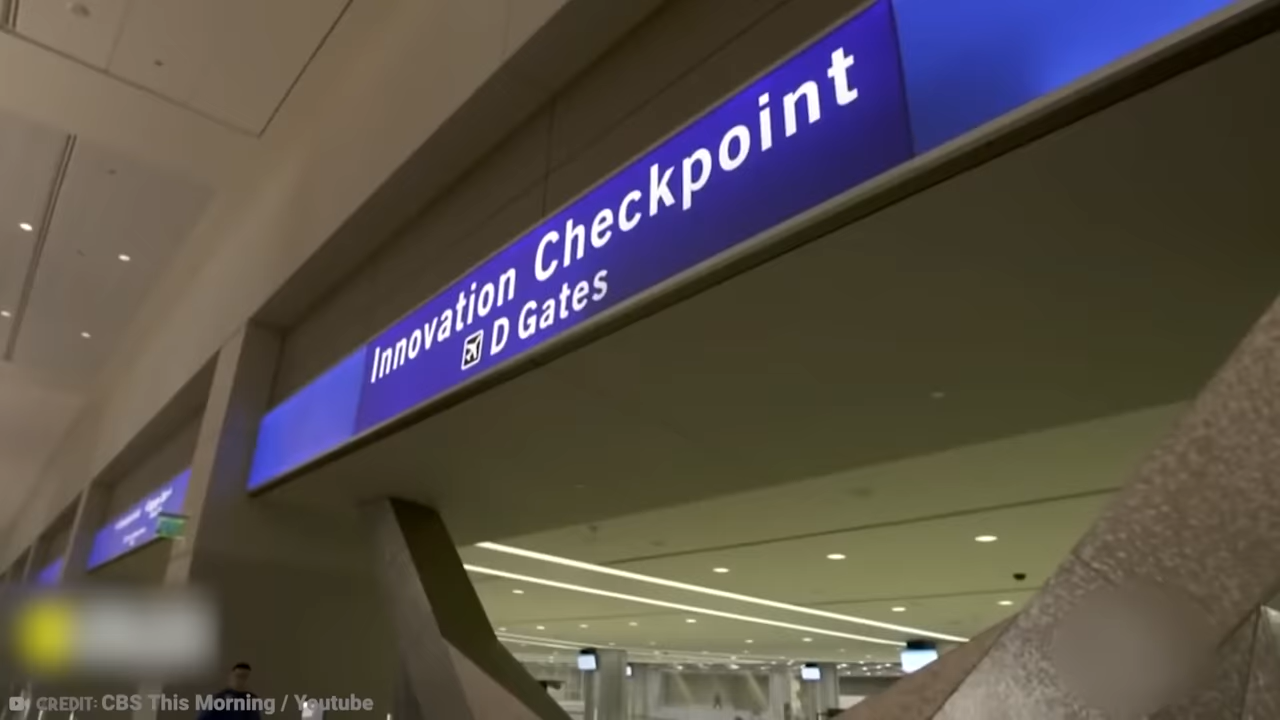 Innovation Checkpoint
D Gates
CREDIT: CBS This Morning / Youtube